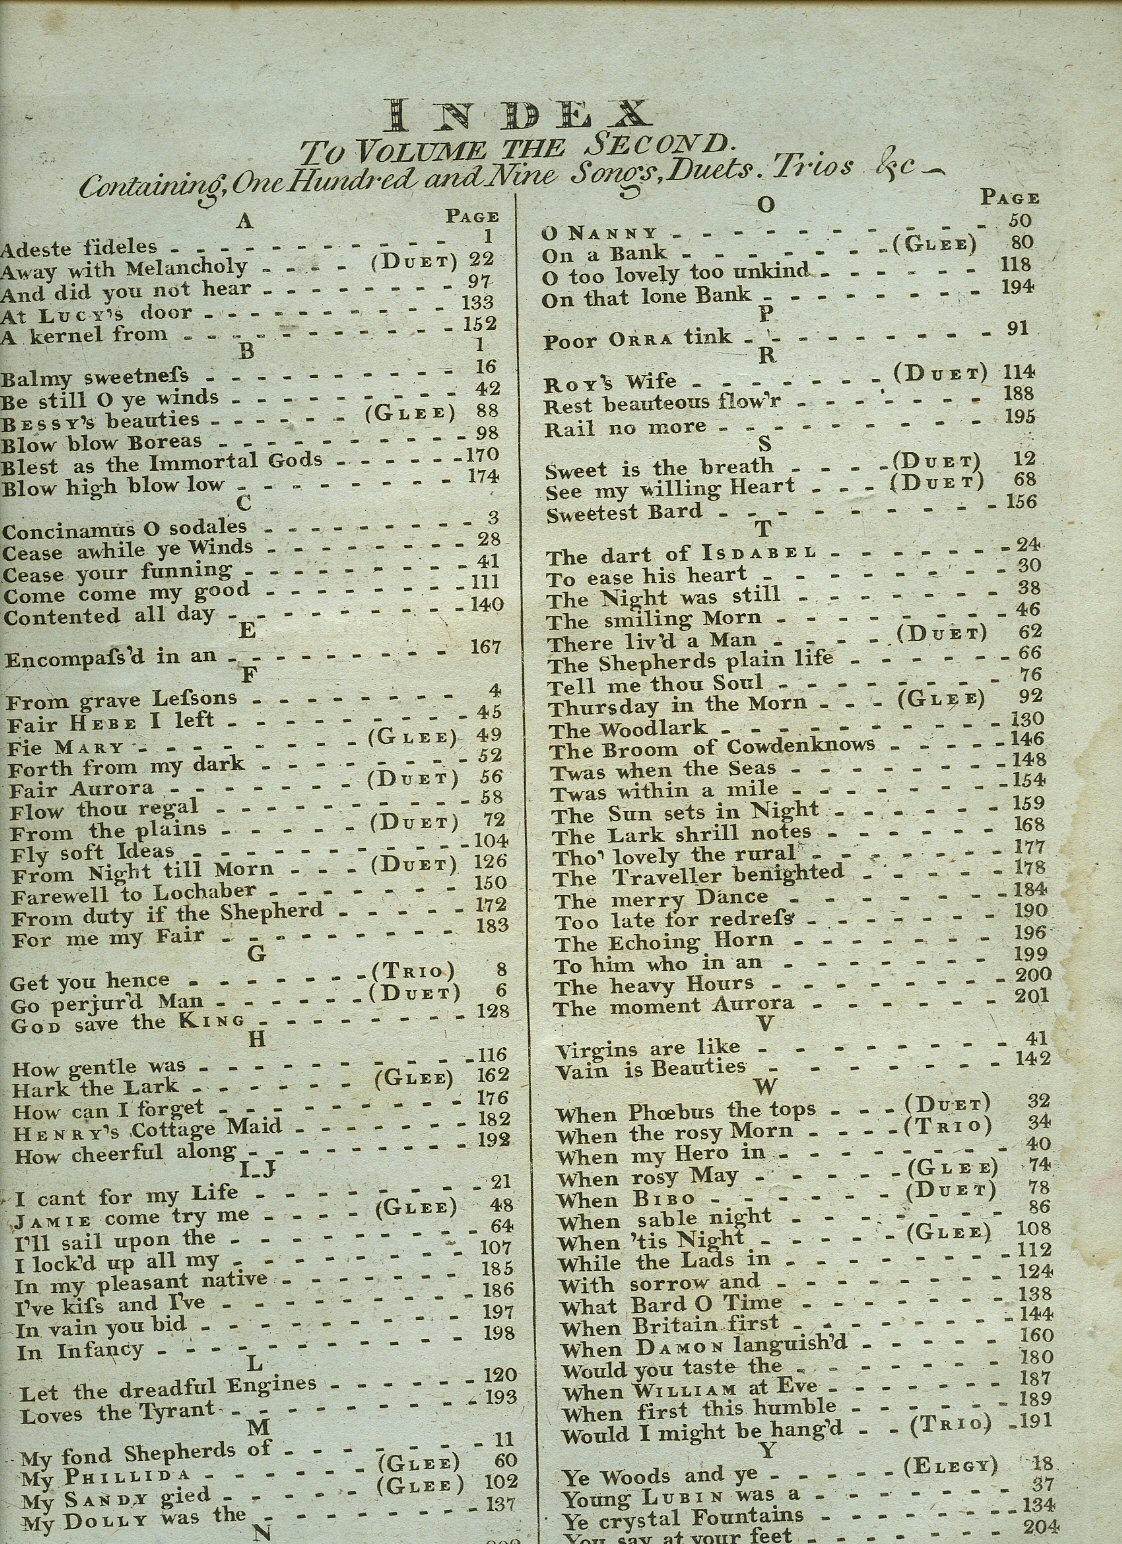 INDEX
To VOLUME THE SECOND.
Containing, One Hundred and Nine Songs, Duets. Trios &c
A PAGE
Adeste fideles - - - - - - - - - - - 1
Away with Melancholy - - - - (DUET) 22
And did you not hear - - - - - - - - 97
At LUCY'S door - - - - - - - - - - 133
A kernel from - - - - - - - - - - 152
B 1
Balmy sweetneſs - - - - - - - - - - 16
Be still O ye winds - - - - - - - - - 42
BESSY'S beauties - - - - - - (GLEE) 88
Blow blow Boreas - - - - - - - - - - 98
Blest as the Immortal Gods - - - - - - 170
Blow high blow low - - - - - - - - - 174
C
Concinamus O sodales - - - - - - - - - 3
Cease awhile ye Winds - - - - - - - - 28
Cease your funning - - - - - - - - - 41
Come come my good - - - - - - - - 111
Contented all day - - - - - - - - - 140
E
Encompaſs'd in an - - - - - - - - - 167
F
From grave Leſsons - - - - - - - - 4
Fair HEBE I left - - - - - - - - - - 45
Fie MARY - - - - - - - - (GLEE) 49
Forth from my dark - - - - - - - - - 52
Fair Aurora - - - - - - - - (DUET) 56
Flow thou regal - - - - - - - - - - 58
From the plains - - - - - - (DUET) 72
Fly soft Ideas - - - - - - - - - - - 104
From Night till Morn - - - (DUET) 126
Farewell to Lochaber - - - - - - - - 150
From duty if the Shepherd - - - - - - 172
For me my Fair - - - - - - - - - 183
G
Get you hence - - - - - - - (TRIO) 8
Go perjur'd Man - - - - - - (DUET) 6
GOD save the KING - - - - - - - - 128
H
How gentle was - - - - - - - - - - 116
Hark the Lark - - - - - - - (GLEE) 162
How can I forget - - - - - - - - - 176
HENRY'S Cottage Maid - - - - - - - 182
How cheerful along - - - - - - - - - 192
I-J
I cant for my Life - - - - - - - - - 21
JAMIE come try me - - - - (GLEE) 48
I'll sail upon the - - - - - - - - - - 64
I lock'd up all my - - - - - - - - - 107
In my pleasant native - - - - - - - - 185
I've kiſs and I've - - - - - - - - - - 186
In vain you bid - - - - - - - - - - 197
In Infancy - - - - - - - - - - - 198
L
Let the dreadful Engines - - - - - - 120
Loves the Tyrant - - - - - - - - - - 193
M
My fond Shepherds of - - - - - - - 11
My PHILLIDA - - - - - - - (GLEE) 60
My SANDY gied - - - - - - (GLEE) 102
My DOLLY was the - - - - - - - - 137
N
O PAGE
O NANNY - - - - - - - - - - - 50
On a Bank - - - - - - - - (GLEE) 80
O too lovely too unkind - - - - - - 118
On that lone Bank - - - - - - - - 194
P
Poor ORRA tink - - - - - - - - - 91
R
ROY'S Wife - - - - - - - (DUET) 114
Rest beauteous flow'r - - - - - - - 188
Rail no more - - - - - - - - - - 195
S
Sweet is the breath - - - - (DUET) 12
See my willing Heart - - - (DUET) 68
Sweetest Bard - - - - - - - - - - 156
T
The dart of ISDABEL - - - - - - - 24
To ease his heart - - - - - - - - - 30
The Night was still - - - - - - - - 38
The smiling Morn - - - - - - - - 46
There liv'd a Man - - - - (DUET) 62
The Shepherds plain life - - - - - - 66
Tell me thou Soul - - - - - - - - 76
Thursday in the Morn - - - (GLEE) 92
The Woodlark - - - - - - - - - - 130
The Broom of Cowdenknows - - - - - 146
Twas when the Seas - - - - - - - - 148
Twas within a mile - - - - - - - - 154
The Sun sets in Night - - - - - - 159
The Lark shrill notes - - - - - - 168
Tho' lovely the rural - - - - - - - 177
The Traveller benighted - - - - - 178
The merry Dance - - - - - - - - 184
Too late for redreſs - - - - - - - 190
The Echoing Horn - - - - - - - 196
To him who in an - - - - - - - 199
The heavy Hours - - - - - - - - 200
The moment Aurora - - - - - - - 201
V
Virgins are like - - - - - - - - - 41
Vain is Beauties - - - - - - - - 142
W
When Phœbus the tops - - - (DUET) 32
When the rosy Morn - - - - (TRIO) 34
When my Hero in - - - - - - - - 40
When rosy May - - - - - - (GLEE) 74
When BIBO - - - - - - - (DUET) 78
When sable night - - - - - - - - 86
When 'tis Night - - - - - (GLEE) 108
While the Lads in - - - - - - - - 112
With sorrow and - - - - - - - - 124
What Bard O Time - - - - - - - 138
When Britain first - - - - - - - - 144
When DAMON languish'd - - - - - 160
Would you taste the - - - - - - - 180
When WILLIAM at Eve - - - - - - 187
When first this humble - - - - - - 189
Would I might be hang'd - - (TRIO) - 191
Y
Ye Woods and ye - - - - - (ELEGY) 18
Young LUBIN was a - - - - - - - 37
Ye crystal Fountains - - - - - - - 134
You say at your feet - - - - - - - 204